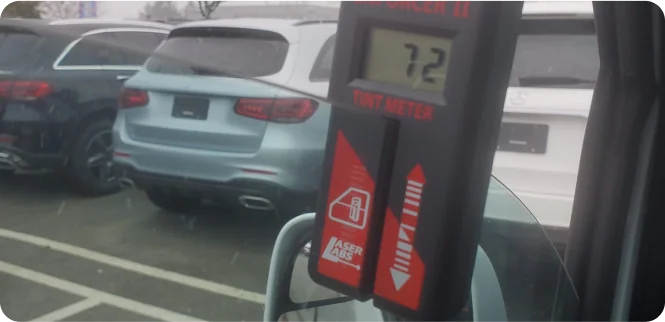 72
TINT METER
LASER
LABS